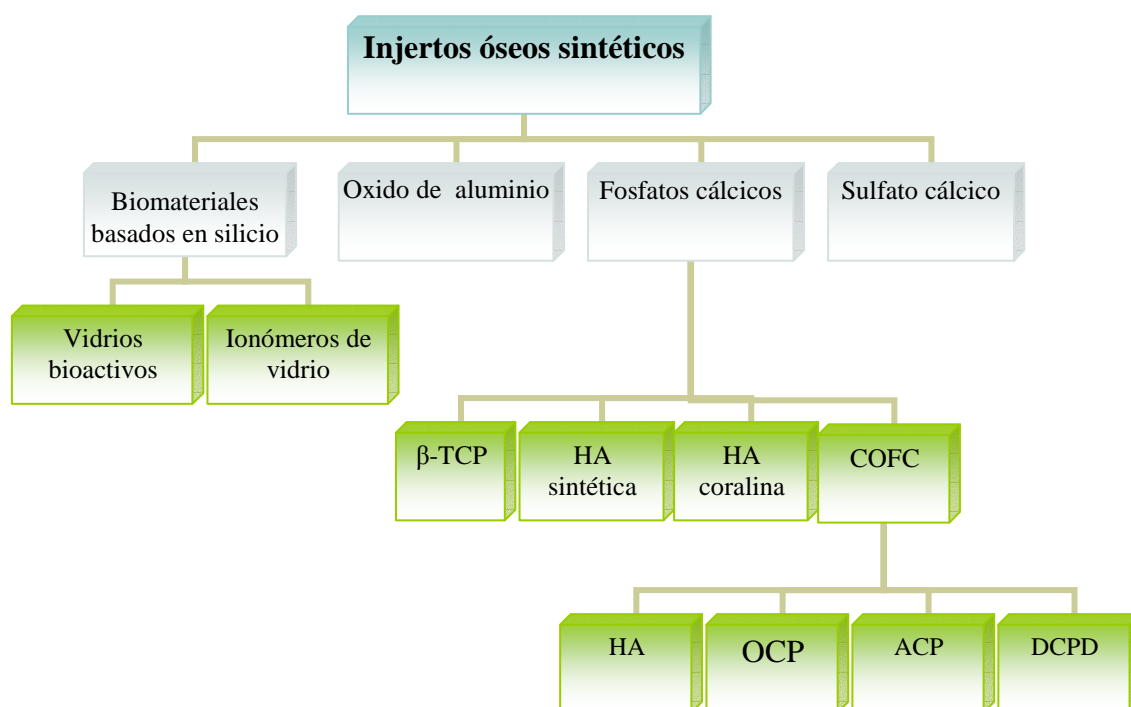 Injertos óseos sintéticos
Biomateriales
basados en silicio
Oxido de aluminio
Fosfatos cálcicos
Sulfato cálcico
Vidrios
bioactivos
Ionómeros de
vidrio
β-TCP
HA
sintética
HA
coralina
COFC
HA
OCP
ACP
DCPD